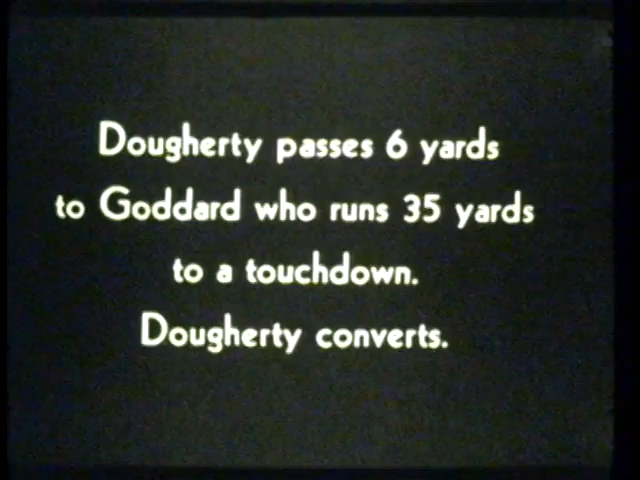 Dougherty passes 6 yards
to Goddard who runs 35 yards
to a touchdown.
Dougherty converts.